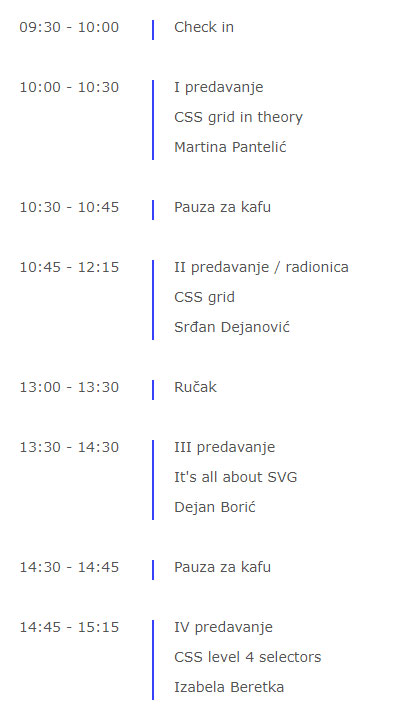 09:30 - 10:00 Check in
10:00 - 10:30 I predavanje
CSS grid in theory
Martina Pantelić
10:30 - 10:45 Pauza za kafu
10:45 - 12:15 II predavanje / radionica
CSS grid
Srđan Dejanović
13:00 - 13:30 Ručak
13:30 - 14:30 III predavanje
It's all about SVG
Dejan Borić
14:30 - 14:45 Pauza za kafu
14:45 - 15:15 IV predavanje
CSS level 4 selectors
Izabela Beretka